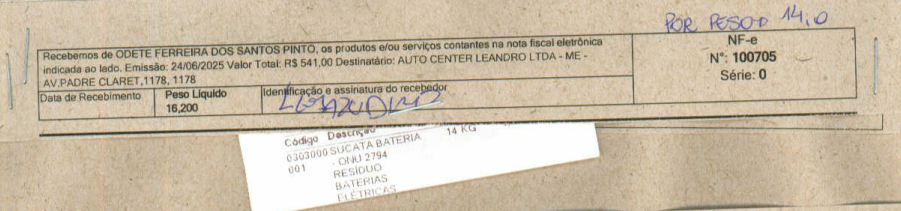 POR PESO 14,0
Recebemos de ODETE FERREIRA DOS SANTOS PINTO, os produtos e/ou serviços contantes na nota fiscal eletrônica
indicada ao lado. Emissão: 24/06/2025 Valor Total: R$ 541,00 Destinatário: AUTO CENTER LEANDRO LTDA - ME -
AV.PADRE CLARET,1178, 1178
NF-e
N°: 100705
Série: 0
Data de Recebimento
Peso Líquido
16,200
Identificação e assinatura do recebedor
Código Descrição
0303000 SUCATA BATERIA 14 KG
001 . ONU 2794
RESÍDUO
BATERIAS
ELÉTRICAS